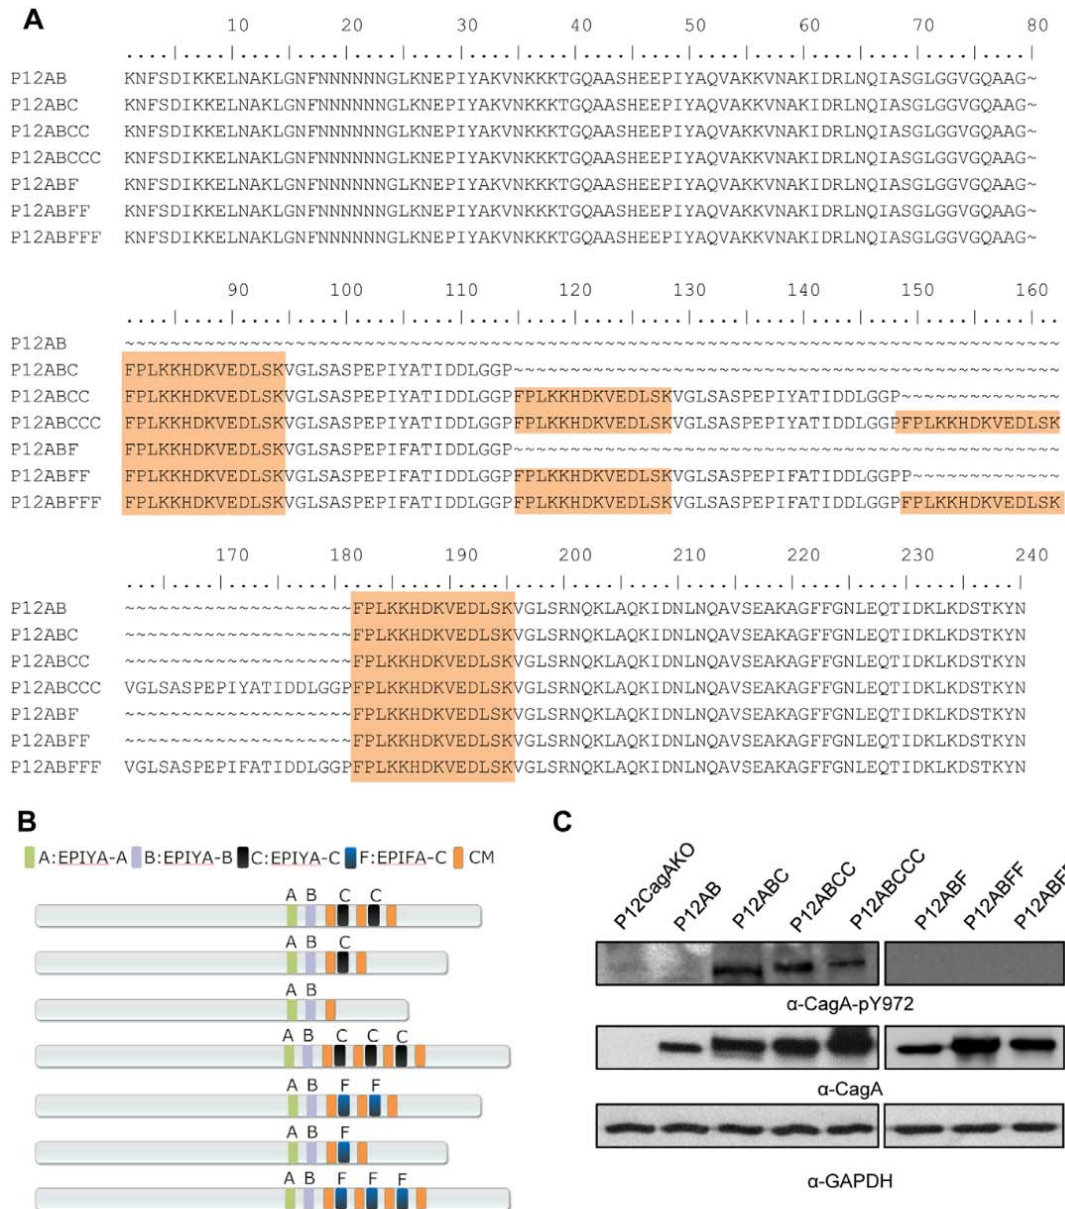 A
10 20 30 40 50 60 70 80
....|....|....|....|....|....|....|....|....|....|....|....|....|....|....|....|
P12AB KNFSDIKKELNAKLGNFNNNNNNGLKNEPIYAKVNKKKTGQAASHEEPIYAQVAKKVNAKIDRLNQIASGLGGVGQAAG~
P12ABC KNFSDIKKELNAKLGNFNNNNNNGLKNEPIYAKVNKKKTGQAASHEEPIYAQVAKKVNAKIDRLNQIASGLGGVGQAAG~
P12ABCC KNFSDIKKELNAKLGNFNNNNNNGLKNEPIYAKVNKKKTGQAASHEEPIYAQVAKKVNAKIDRLNQIASGLGGVGQAAG~
P12ABCCC KNFSDIKKELNAKLGNFNNNNNNGLKNEPIYAKVNKKKTGQAASHEEPIYAQVAKKVNAKIDRLNQIASGLGGVGQAAG~
P12ABF KNFSDIKKELNAKLGNFNNNNNNGLKNEPIYAKVNKKKTGQAASHEEPIYAQVAKKVNAKIDRLNQIASGLGGVGQAAG~
P12ABFF KNFSDIKKELNAKLGNFNNNNNNGLKNEPIYAKVNKKKTGQAASHEEPIYAQVAKKVNAKIDRLNQIASGLGGVGQAAG~
P12ABFFF KNFSDIKKELNAKLGNFNNNNNNGLKNEPIYAKVNKKKTGQAASHEEPIYAQVAKKVNAKIDRLNQIASGLGGVGQAAG~
90 100 110 120 130 140 150 160
....|....|....|....|....|....|....|....|....|....|....|....|....|....|....|....|..
P12AB ~~~~~~~~~~~~~~~~~~~~~~~~~~~~~~~~~~~~~~~~~~~~~~~~~~~~~~~~~~~~~~~~~~~~~~~~~~~~~~~~~~
P12ABC FPLKKHDKVEDLSKVGLSASPEPIYATIDDLGGP~~~~~~~~~~~~~~~~~~~~~~~~~~~~~~~~~~~~~~~~~~~~~~~~
P12ABCC FPLKKHDKVEDLSKVGLSASPEPIYATIDDLGGPFPLKKHDKVEDLSKVGLSASPEPIYATIDDLGGP~~~~~~~~~~~~~~
P12ABCCC FPLKKHDKVEDLSKVGLSASPEPIYATIDDLGGPFPLKKHDKVEDLSKVGLSASPEPIYATIDDLGGPFPLKKHDKVEDLSK
P12ABF FPLKKHDKVEDLSKVGLSASPEPIFATIDDLGGP~~~~~~~~~~~~~~~~~~~~~~~~~~~~~~~~~~~~~~~~~~~~~~~~
P12ABFF FPLKKHDKVEDLSKVGLSASPEPIFATIDDLGGPFPLKKHDKVEDLSKVGLSASPEPIFATIDDLGGPP~~~~~~~~~~~~~
P12ABFFF FPLKKHDKVEDLSKVGLSASPEPIFATIDDLGGPFPLKKHDKVEDLSKVGLSASPEPIFATIDDLGGPFPLKKHDKVEDLSK
170 180 190 200 210 220 230 240
...|....|....|....|....|....|....|....|....|....|....|....|....|....|....|....|
P12AB ~~~~~~~~~~~~~~~~~~~~FPLKKHDKVEDLSKVGLSRNQKLAQKIDNLNQAVSEAKAGFFGNLEQTIDKLKDSTKYN
P12ABC ~~~~~~~~~~~~~~~~~~~~FPLKKHDKVEDLSKVGLSRNQKLAQKIDNLNQAVSEAKAGFFGNLEQTIDKLKDSTKYN
P12ABCC ~~~~~~~~~~~~~~~~~~~~FPLKKHDKVEDLSKVGLSRNQKLAQKIDNLNQAVSEAKAGFFGNLEQTIDKLKDSTKYN
P12ABCCC VGLSASPEPIYATIDDLGGPFPLKKHDKVEDLSKVGLSRNQKLAQKIDNLNQAVSEAKAGFFGNLEQTIDKLKDSTKYN
P12ABF ~~~~~~~~~~~~~~~~~~~~FPLKKHDKVEDLSKVGLSRNQKLAQKIDNLNQAVSEAKAGFFGNLEQTIDKLKDSTKYN
P12ABFF ~~~~~~~~~~~~~~~~~~~~FPLKKHDKVEDLSKVGLSRNQKLAQKIDNLNQAVSEAKAGFFGNLEQTIDKLKDSTKYN
P12ABFFF VGLSASPEPIFATIDDLGGPFPLKKHDKVEDLSKVGLSRNQKLAQKIDNLNQAVSEAKAGFFGNLEQTIDKLKDSTKYN
B
A:EPIYA-A B:EPIYA-B C:EPIYA-C F:EPIFA-C CM
A B C C
A B C
A B
A B C C C
A B F F
A B F
A B F F F
C
P12CagAKO P12AB P12ABC P12ABCC P12ABCCC P12ABF P12ABFF
α-CagA-pY972
α-CagA
α-GAPDH